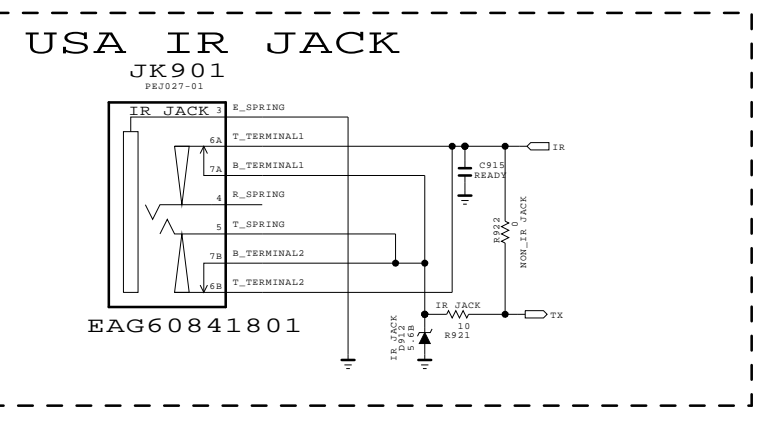 USA IR JACK
JK901
PEJ027-01
IR JACK
3 E_SPRING
6A T_TERMINAL1
7A B_TERMINAL1
4 R_SPRING
5 T_SPRING
7B B_TERMINAL2
6B T_TERMINAL2
EAG60841801
IR
C915
READY
R922
0
NON_IR JACK
IR JACK
10
R921
TX
IR JACK
D912
5.6B